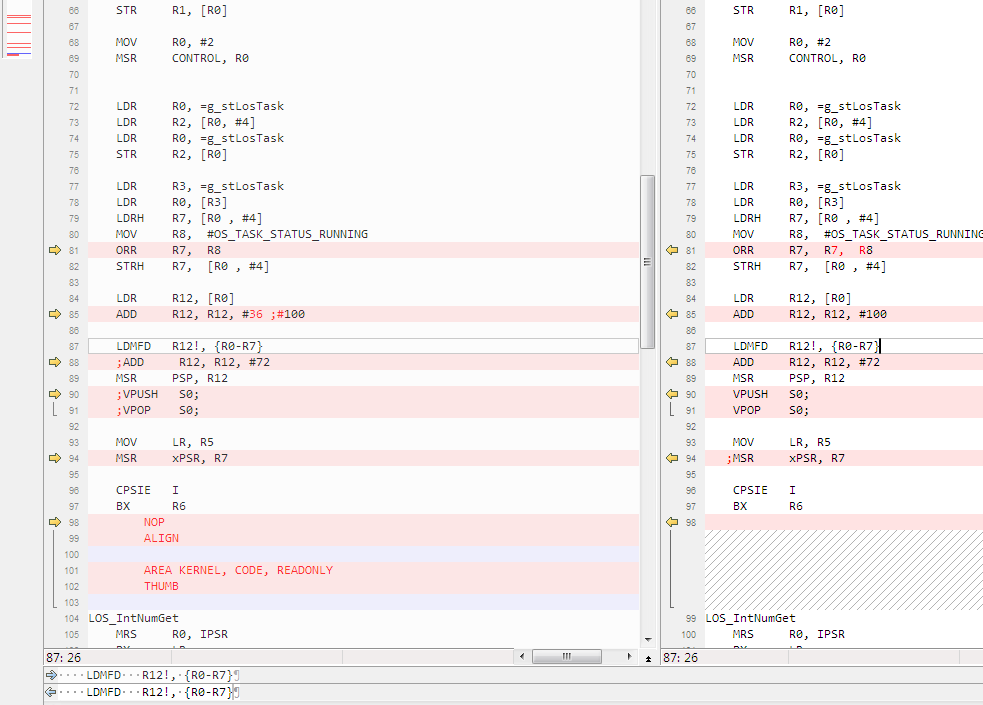 66 STR R1, [R0]
67
68 MOV R0, #2
69 MSR CONTROL, R0
70
71
72 LDR R0, =g_stLosTask
73 LDR R2, [R0, #4]
74 LDR R0, =g_stLosTask
75 STR R2, [R0]
76
77 LDR R3, =g_stLosTask
78 LDR R0, [R3]
79 LDRH R7, [R0 , #4]
80 MOV R8, #OS_TASK_STATUS_RUNNING
81 ORR R7, R8
82 STRH R7, [R0 , #4]
83
84 LDR R12, [R0]
85 ADD R12, R12, #36 ;#100
86
87 LDMFD R12!, {R0-R7}
88 ;ADD R12, R12, #72
89 MSR PSP, R12
90 ;VPUSH S0;
91 ;VPOP S0;
92
93 MOV LR, R5
94 MSR xPSR, R7
95
96 CPSIE I
97 BX R6
98 NOP
99 ALIGN
100
101 AREA KERNEL, CODE, READONLY
102 THUMB
103
104 LOS_IntNumGet
105 MRS R0, IPSR
87: 26
66 STR R1, [R0]
67
68 MOV R0, #2
69 MSR CONTROL, R0
70
71
72 LDR R0, =g_stLosTask
73 LDR R2, [R0, #4]
74 LDR R0, =g_stLosTask
75 STR R2, [R0]
76
77 LDR R3, =g_stLosTask
78 LDR R0, [R3]
79 LDRH R7, [R0 , #4]
80 MOV R8, #OS_TASK_STATUS_RUNNING
81 ORR R7, R7, R8
82 STRH R7, [R0 , #4]
83
84 LDR R12, [R0]
85 ADD R12, R12, #100
86
87 LDMFD R12!, {R0-R7}
88 ADD R12, R12, #72
89 MSR PSP, R12
90 VPUSH S0;
91 VPOP S0;
92
93 MOV LR, R5
94 ;MSR xPSR, R7
95
96 CPSIE I
97 BX R6
98
99 LOS_IntNumGet
100 MRS R0, IPSR
87: 26
····LDMFD···R12!,·{R0-R7}¶
····LDMFD···R12!,·{R0-R7}¶